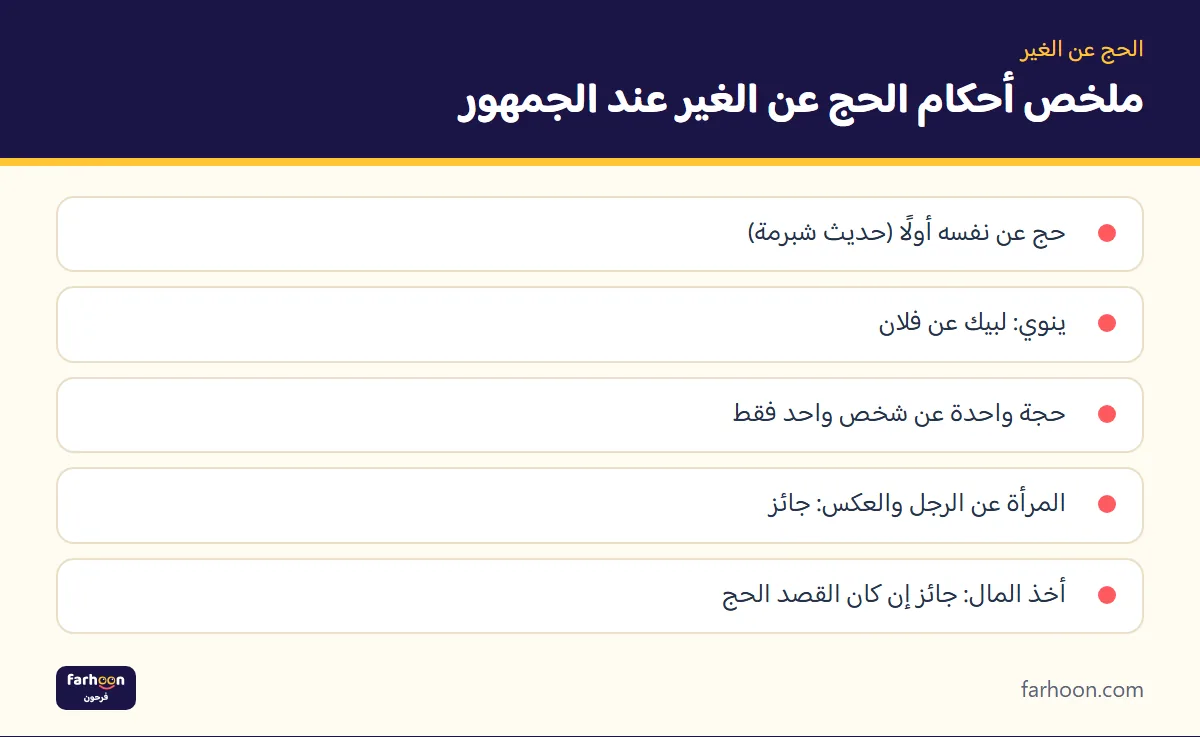 الحج عن الغير
ملخص أحكام الحج عن الغير عند الجمهور
حج عن نفسه أولًا (حديث شبرمة)
ينوي: لبيك عن فلان
حجة واحدة عن شخص واحد فقط
المرأة عن الرجل والعكس: جائز
أخذ المال: جائز إن كان القصد الحج
farhoon.com
farhoon
فرحون